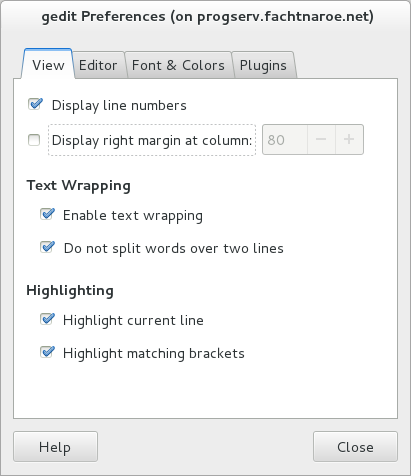 gedit Preferences (on progserv.fachtnaroe.net)
View Editor Font & Colors Plugins
Display line numbers
Display right margin at column: 80 − +
Text Wrapping
Enable text wrapping
Do not split words over two lines
Highlighting
Highlight current line
Highlight matching brackets
Help Close